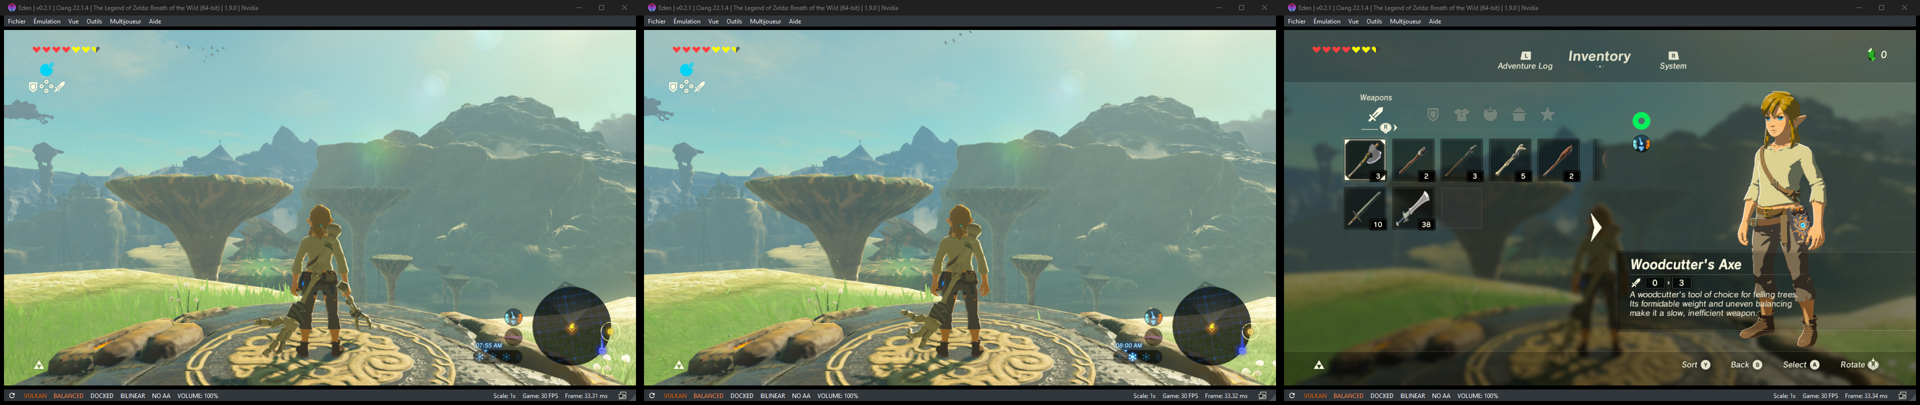 Eden | v0.2.1 | Clang 22.1.4 | The Legend of Zelda: Breath of the Wild (64-bit) | 1.9.0 | Nvidia
Fichier Émulation Vue Outils Multijoueur Aide
07:55 AM
VULKAN BALANCED DOCKED BILINEAR NO AA VOLUME: 100%
Scale: 1x Game: 30 FPS Frame: 33.31 ms
Eden | v0.2.1 | Clang 22.1.4 | The Legend of Zelda: Breath of the Wild (64-bit) | 1.9.0 | Nvidia
Fichier Émulation Vue Outils Multijoueur Aide
08:00 AM
VULKAN BALANCED DOCKED BILINEAR NO AA VOLUME: 100%
Scale: 1x Game: 30 FPS Frame: 33.32 ms
Eden | v0.2.1 | Clang 22.1.4 | The Legend of Zelda: Breath of the Wild (64-bit) | 1.9.0 | Nvidia
Fichier Émulation Vue Outils Multijoueur Aide
L Inventory R 0
Adventure Log System
Weapons
R
3 2 3 5 2
10 38
Woodcutter's Axe
0 3
A woodcutter's tool of choice for felling trees.
Its formidable weight and uneven balancing
make it a slow, inefficient weapon.
Sort Y Back B Select A Rotate R
VULKAN BALANCED DOCKED BILINEAR NO AA VOLUME: 100%
Scale: 1x Game: 30 FPS Frame: 33.34 ms